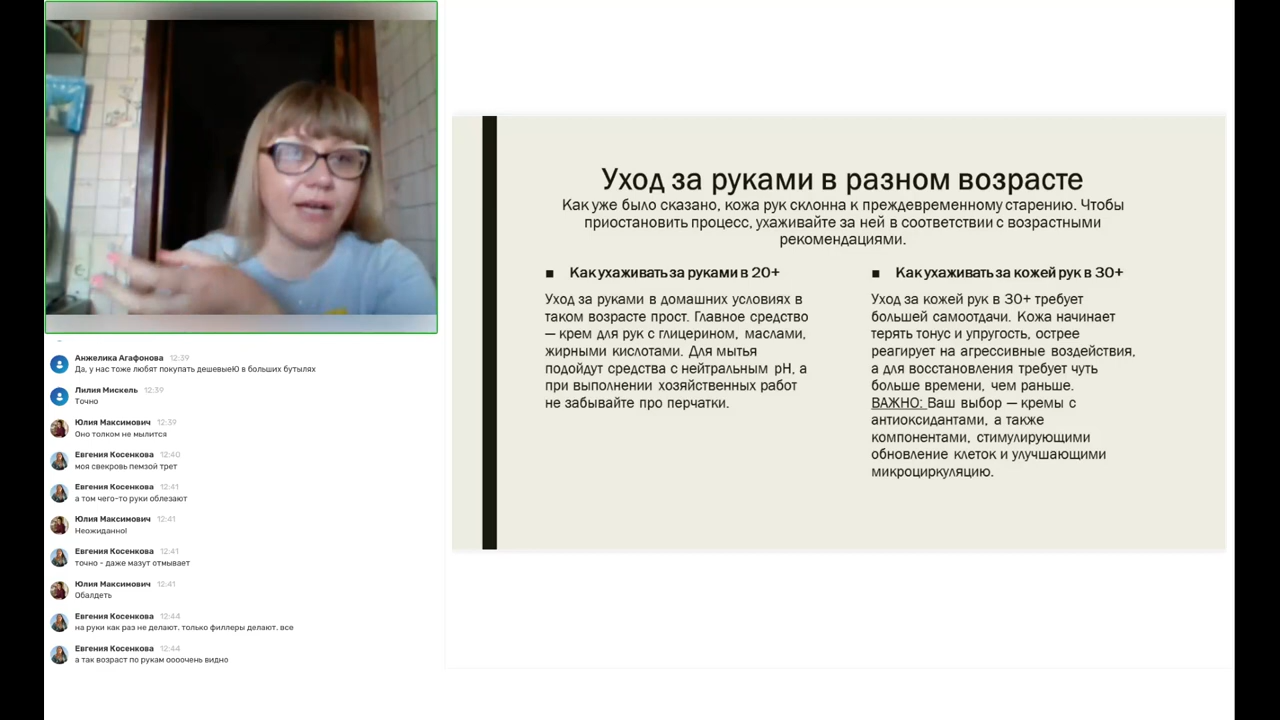 Анжелика Агафонова 12:39
Да, у нас тоже любят покупать дешевыеЮ в больших бутылях
Лилия Мискель 12:39
Точно
Юлия Максимович 12:39
Оно толком не мылится
Евгения Косенкова 12:40
моя свекровь пемзой трет
Евгения Косенкова 12:41
а том чего-то руки облезают
Юлия Максимович 12:41
Неожиданно!
Евгения Косенкова 12:41
точно - даже мазут отмывает
Юлия Максимович 12:41
Обалдеть
Евгения Косенкова 12:44
на руки как раз не делают. только филлеры делают. все
Евгения Косенкова 12:44
а так возраст по рукам оооочень видно
Уход за руками в разном возрасте
Как уже было сказано, кожа рук склонна к преждевременному старению. Чтобы
приостановить процесс, ухаживайте за ней в соответствии с возрастными
рекомендациями.
■ Как ухаживать за руками в 20+
Уход за руками в домашних условиях в
таком возрасте прост. Главное средство
— крем для рук с глицерином, маслами,
жирными кислотами. Для мытья
подойдут средства с нейтральным pH, а
при выполнении хозяйственных работ
не забывайте про перчатки.
■ Как ухаживать за кожей рук в 30+
Уход за кожей рук в 30+ требует
большей самоотдачи. Кожа начинает
терять тонус и упругость, острее
реагирует на агрессивные воздействия,
а для восстановления требует чуть
больше времени, чем раньше.
ВАЖНО: Ваш выбор — кремы с
антиоксидантами, а также
компонентами, стимулирующими
обновление клеток и улучшающими
микроциркуляцию.